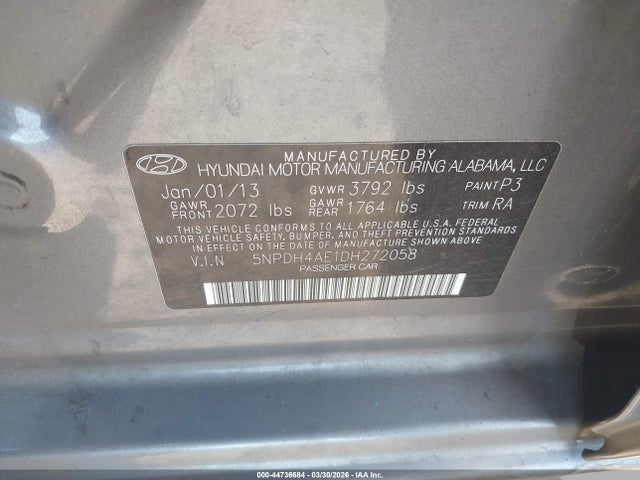 MANUFACTURED BY
HYUNDAI MOTOR MANUFACTURING ALABAMA, LLC
Jan/01/13 GVWR 3792 lbs PAINT P3
GAWR FRONT 2072 lbs GAWR REAR 1764 lbs TRIM RA
THIS VEHICLE CONFORMS TO ALL APPLICABLE U.S.A. FEDERAL
MOTOR VEHICLE SAFETY, BUMPER, AND THEFT PREVENTION STANDARDS
IN EFFECT ON THE DATE OF MANUFACTURE SHOWN ABOVE.
V.I.N 5NPDH4AE1DH272058
PASSENGER CAR
000-44736684 | 03/30/2026 - IAA Inc.